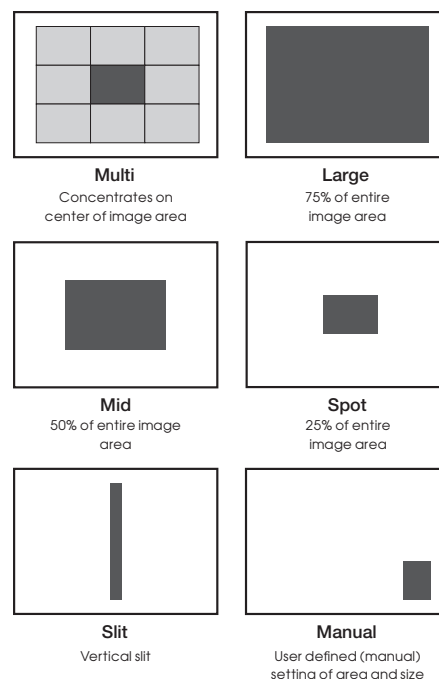 Multi
Concentrates on
center of image area
Large
75% of entire
image area
Mid
50% of entire image
area
Spot
25% of entire
image area
Slit
Vertical slit
Manual
User defined (manual)
setting of area and size